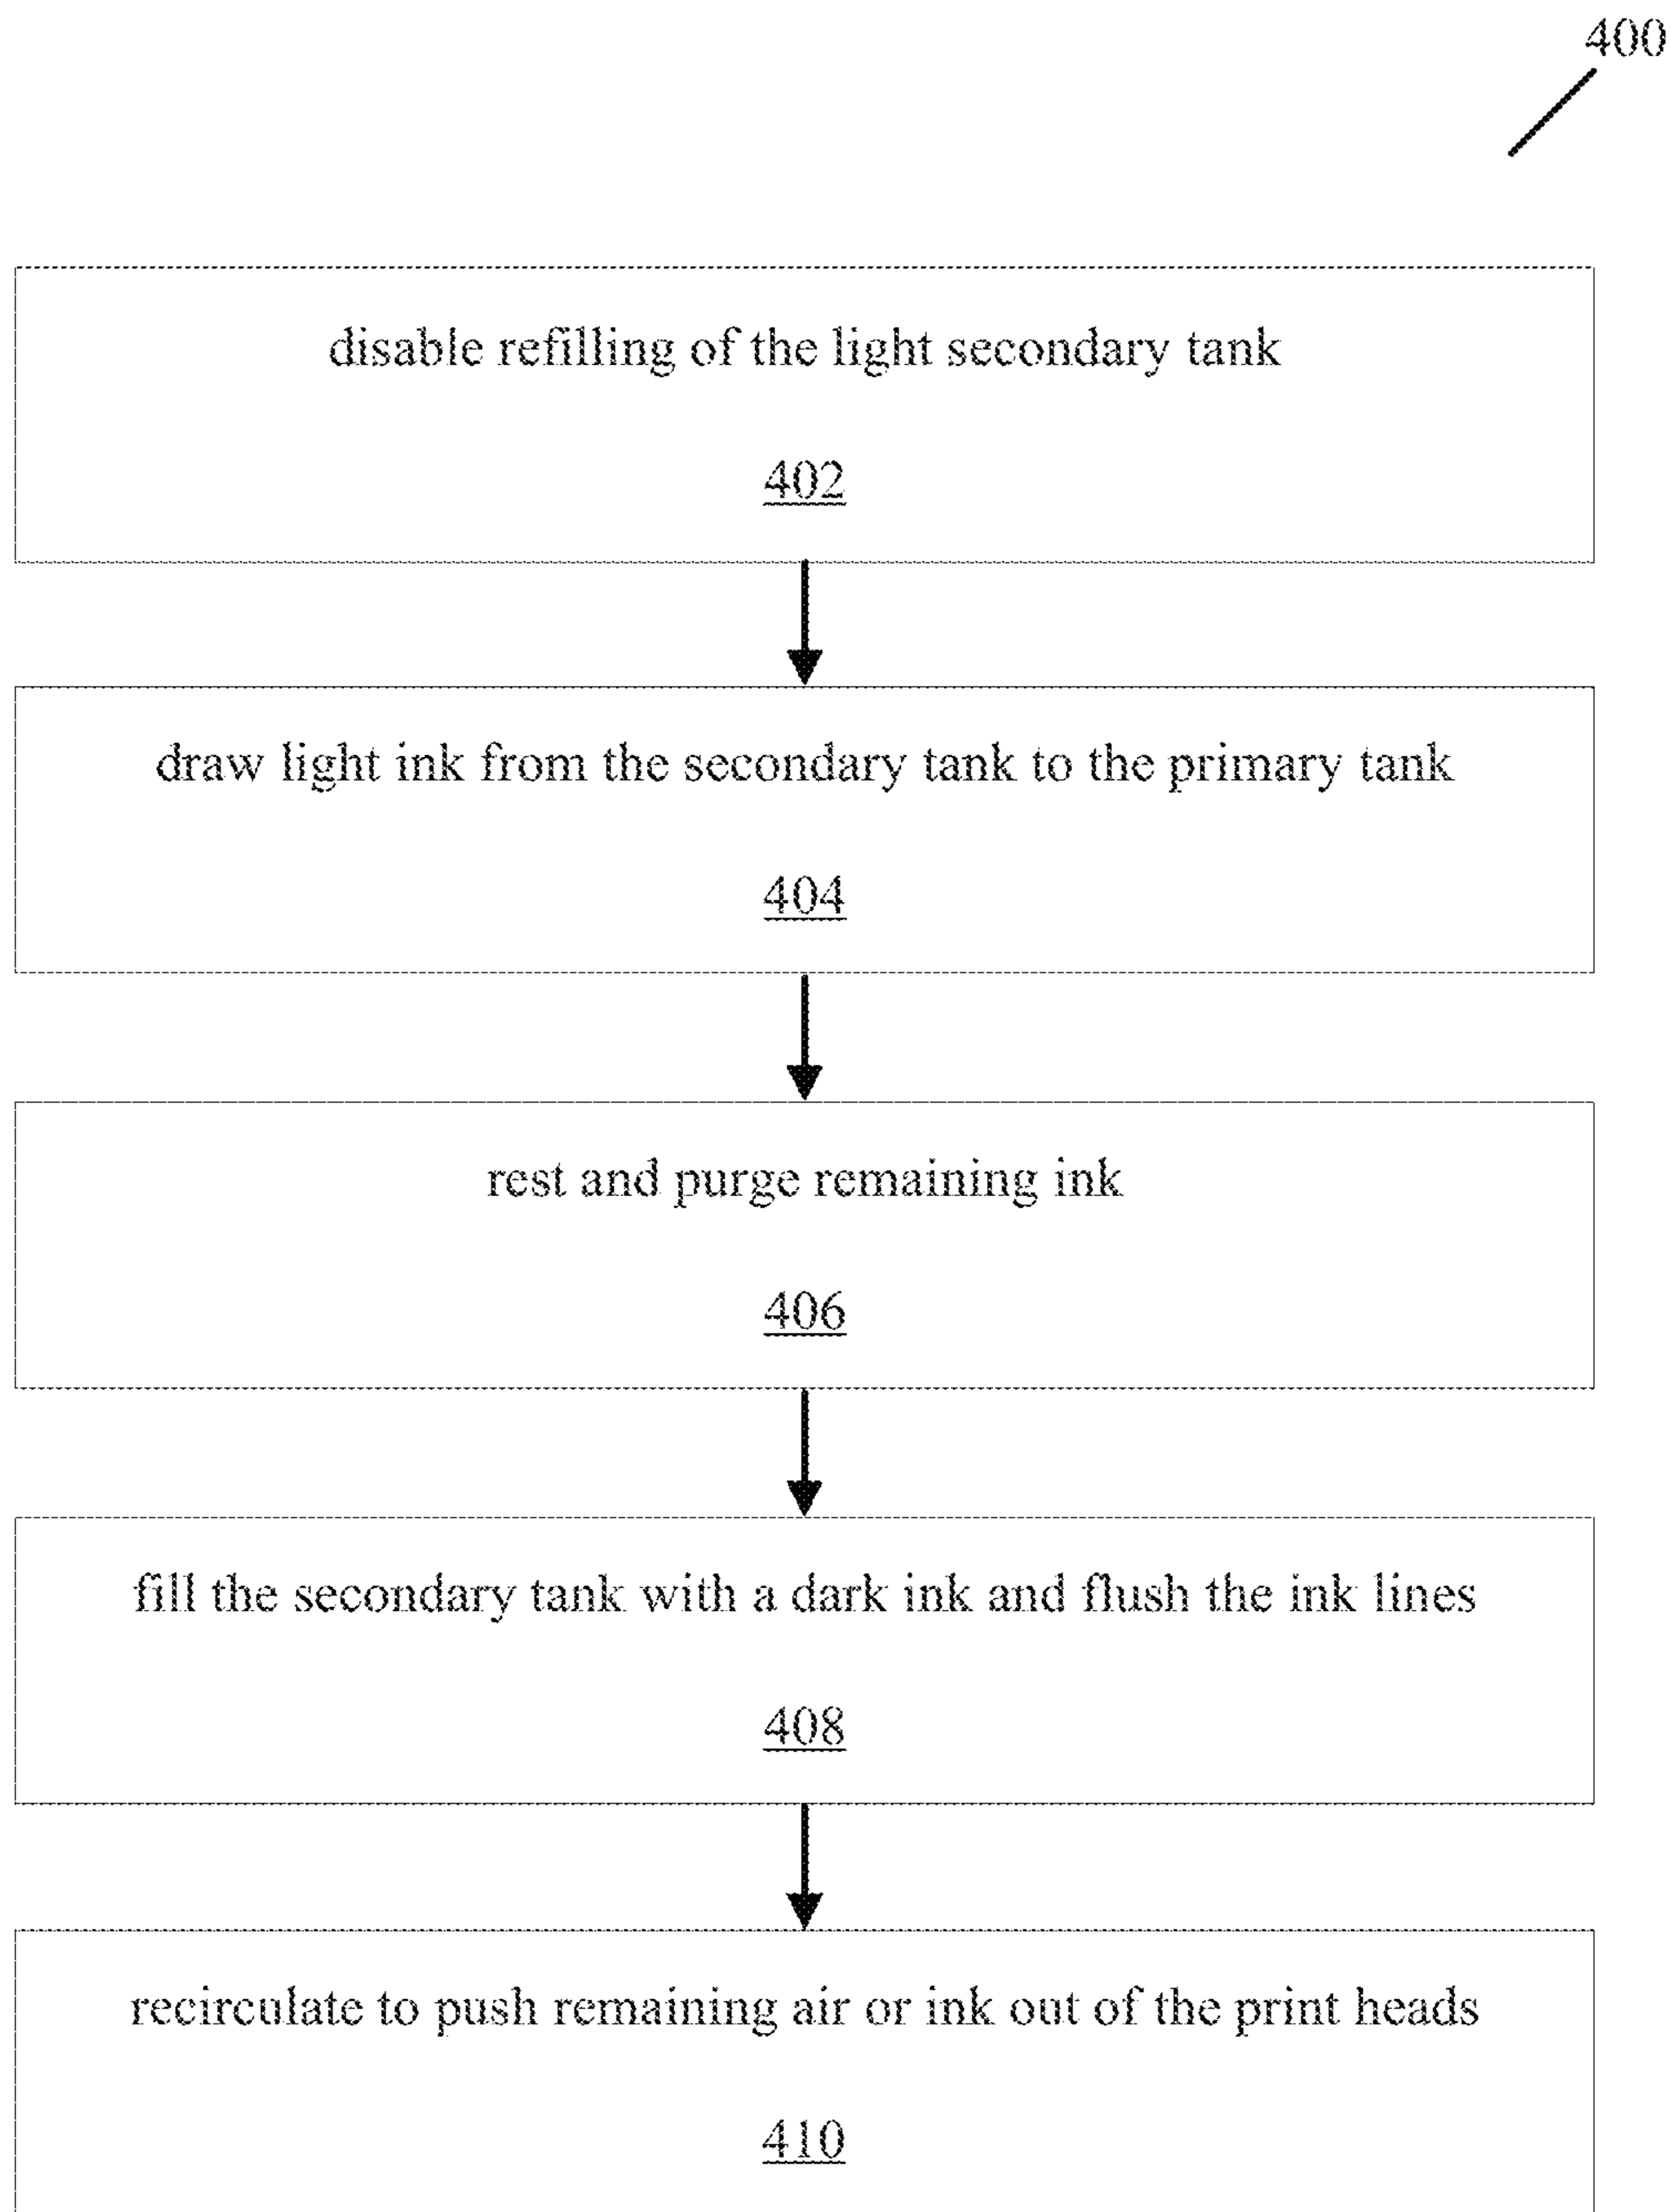 400
disable refilling of the light secondary tank
402
draw light ink from the secondary tank to the primary tank
404
rest and purge remaining ink
406
fill the secondary tank with a dark ink and flush the ink lines
408
recirculate to push remaining air or ink out of the print heads
410